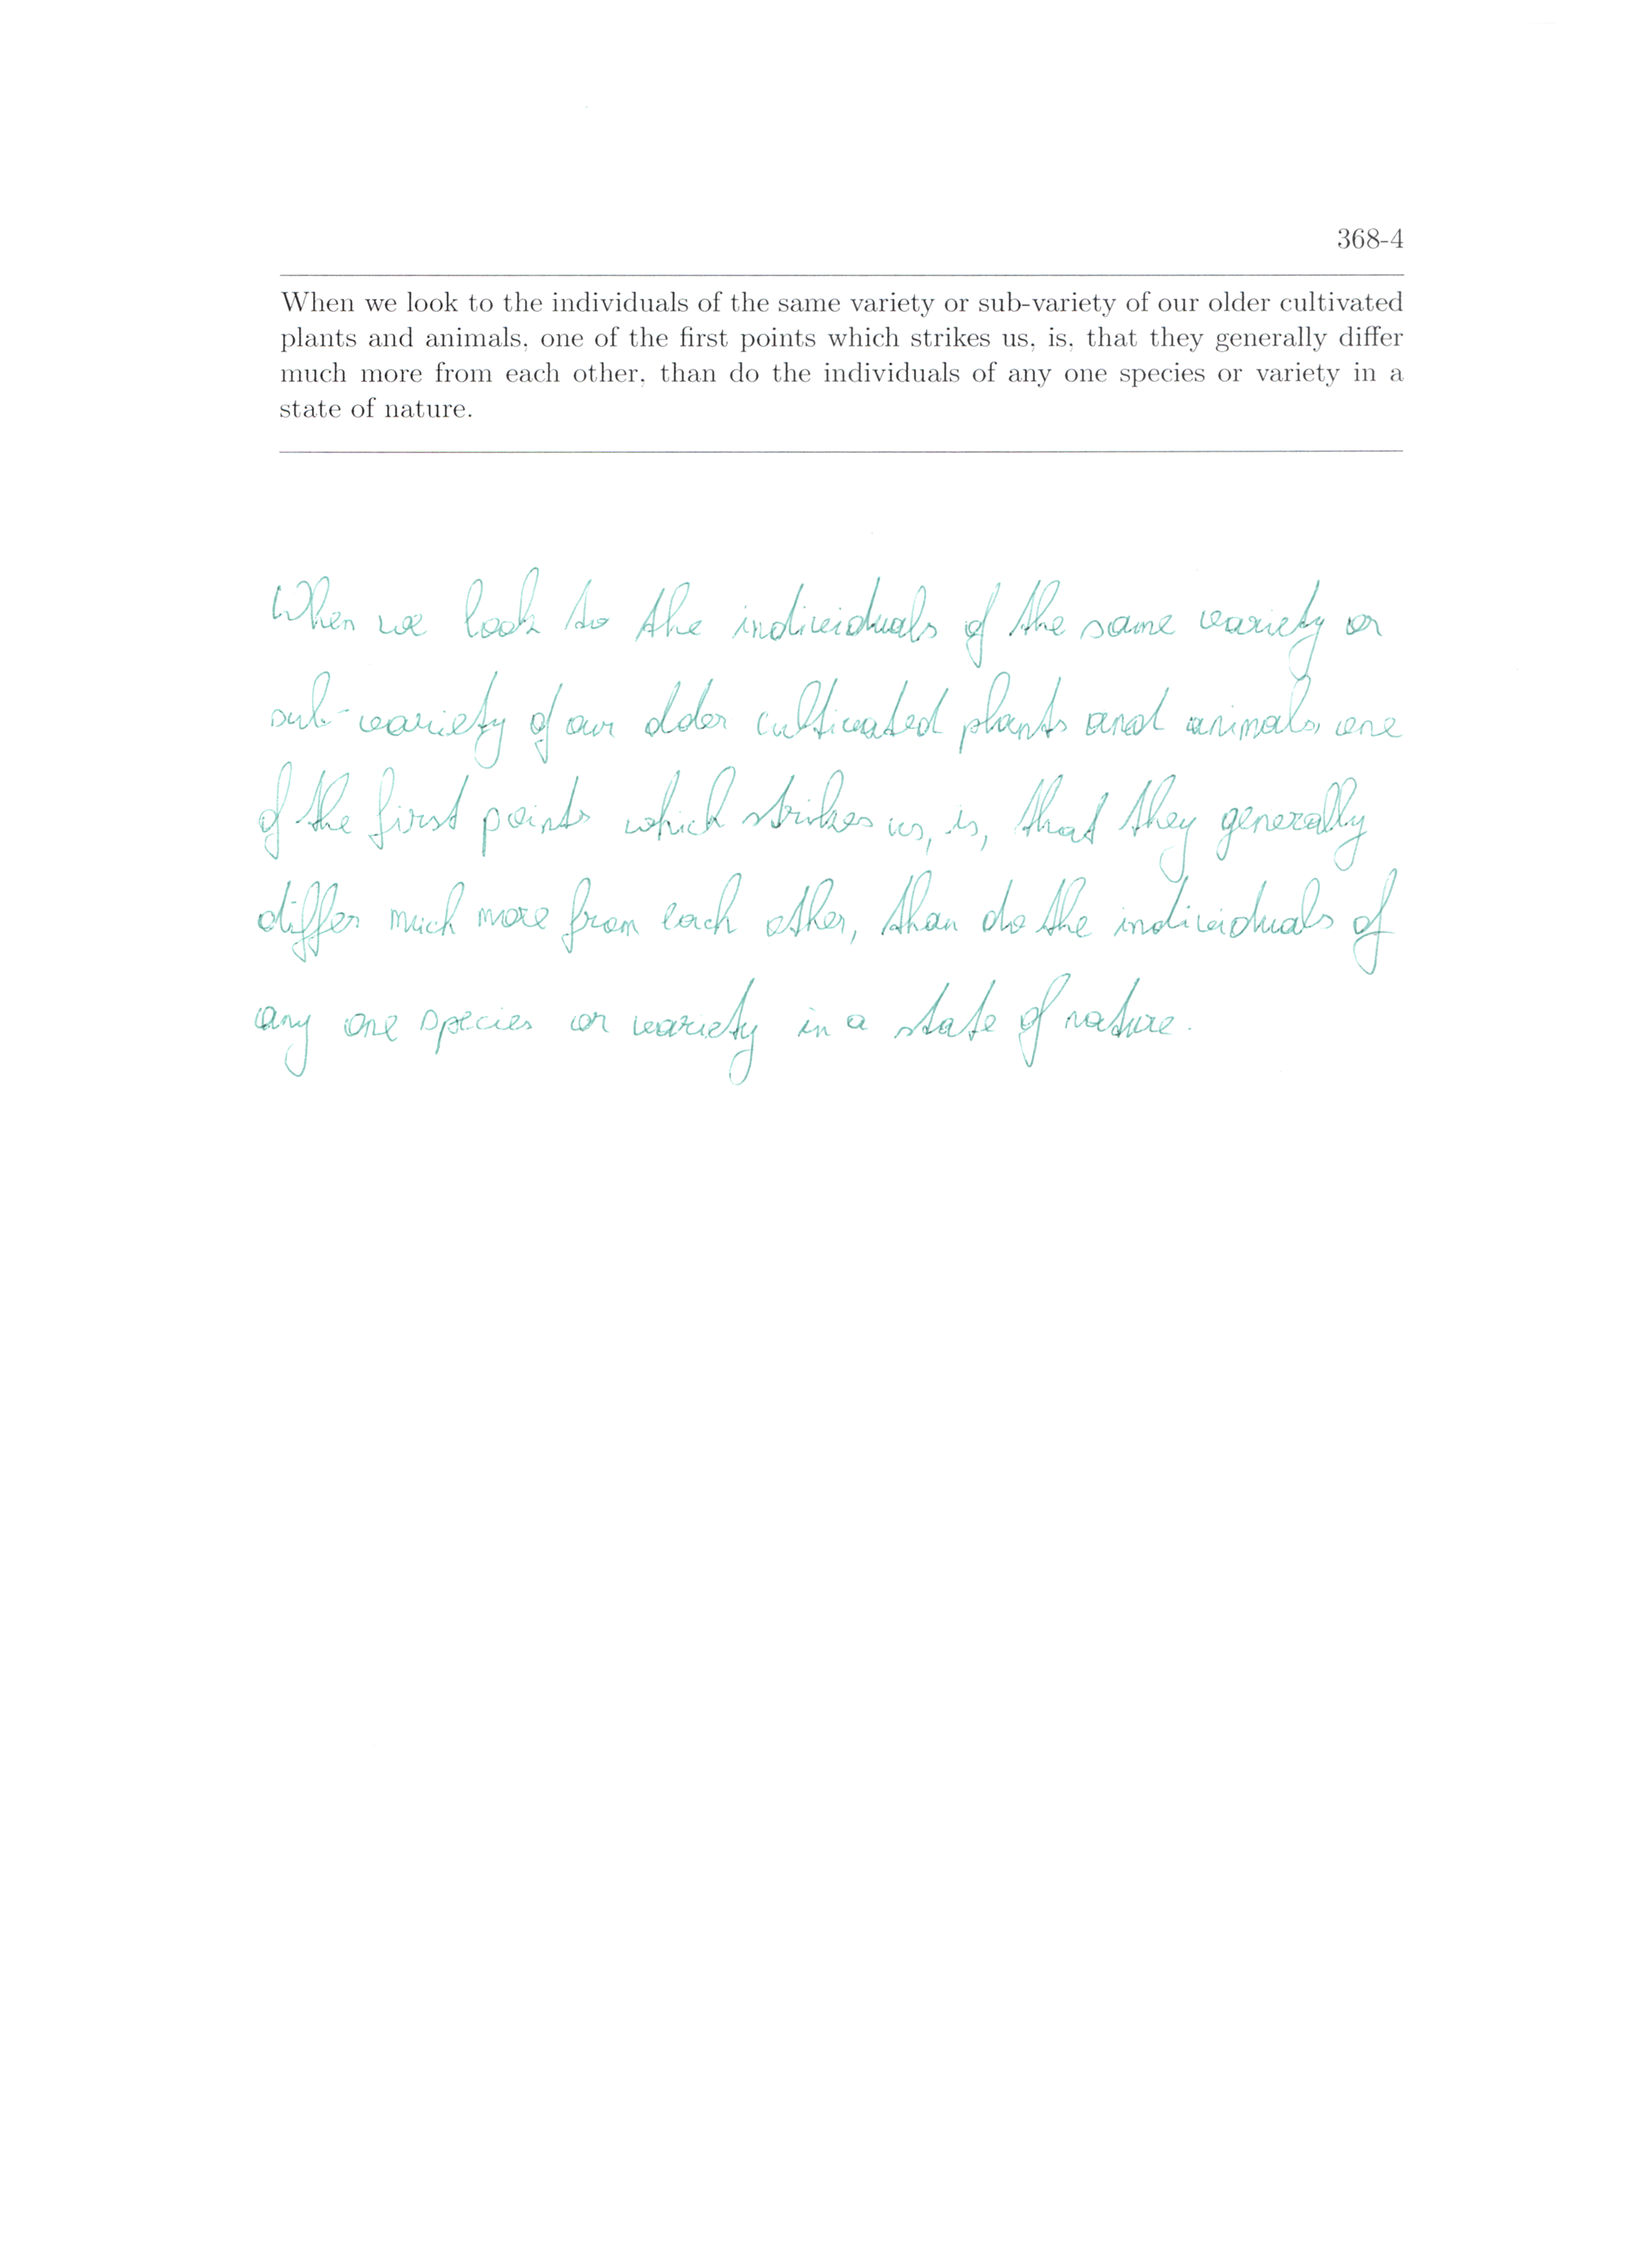 368-4
When we look to the individuals of the same variety or sub-variety of our older cultivated
plants and animals, one of the first points which strikes us, is, that they generally differ
much more from each other, than do the individuals of any one species or variety in a
state of nature.
When we look to the individuals of the same variety or
sub-variety of our older cultivated plants and animals, one
of the first points which strikes us, is, that they generally
differ much more from each other, than do the individuals of
any one species or variety in a state of nature.